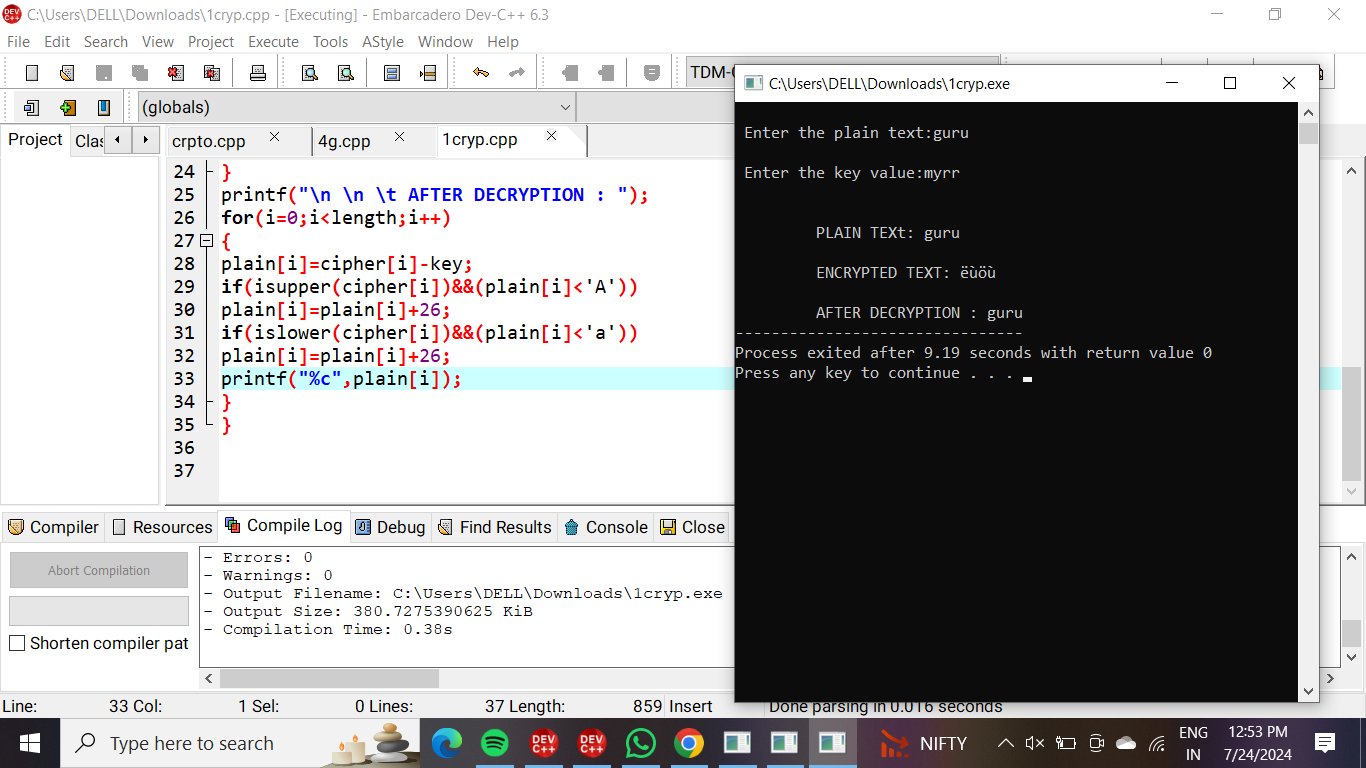 C:\Users\DELL\Downloads\1cryp.cpp - [Executing] - Embarcadero Dev-C++ 6.3
File Edit Search View Project Execute Tools AStyle Window Help
(globals)
Project
crpto.cpp 4g.cpp 1cryp.cpp
24 }
25 printf("\n \n \t AFTER DECRYPTION : ");
26 for(i=0;i<length;i++)
27 {
28 plain[i]=cipher[i]-key;
29 if(isupper(cipher[i])&&(plain[i]<'A'))
30 plain[i]=plain[i]+26;
31 if(islower(cipher[i])&&(plain[i]<'a'))
32 plain[i]=plain[i]+26;
33 printf("%c",plain[i]);
34 }
35 }
36
37
C:\Users\DELL\Downloads\1cryp.exe
Enter the plain text:guru
Enter the key value:myrr
PLAIN TEXt: guru
ENCRYPTED TEXT: ëùöù
AFTER DECRYPTION : guru
--------------------------------
Process exited after 9.19 seconds with return value 0
Press any key to continue . . .
Compiler Resources Compile Log Debug Find Results Console Close
Abort Compilation
Shorten compiler pat
- Errors: 0
- Warnings: 0
- Output Filename: C:\Users\DELL\Downloads\1cryp.exe
- Output Size: 380.7275390625 KiB
- Compilation Time: 0.38s
Line: 33 Col: 1 Sel: 0 Lines: 37 Length: 859 Insert Done parsing in 0.016 seconds
Type here to search
DEV C++
DEV C++
NIFTY
ENG
IN
12:53 PM
7/24/2024